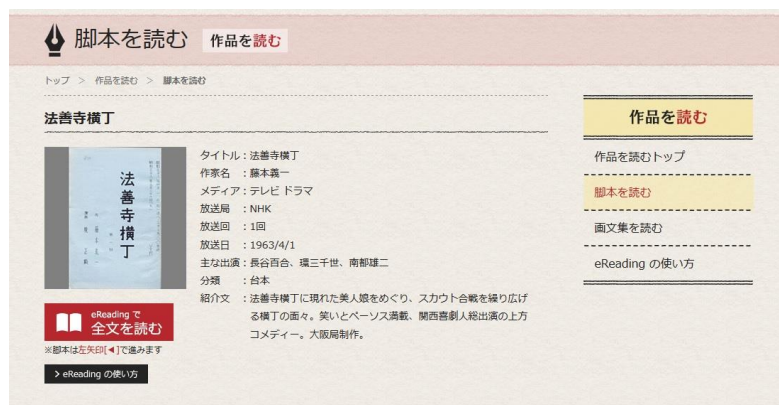 脚本を読む 作品を読む
トップ > 作品を読む > 脚本を読む
法善寺横丁
法善寺横丁
タイトル：法善寺横丁
作家名 ：藤本義一
メディア：テレビ ドラマ
放送局 ：NHK
放送回 ：1回
放送日 ：1963/4/1
主な出演：長谷百合、環三千世、南都雄二
分類 ：台本
紹介文 ：法善寺横丁に現れた美人娘をめぐり、スカウト合戦を繰り広げ
る横丁の面々。笑いとペーソス満載、関西喜劇人総出演の上方
コメディー。大阪局制作。
eReading で
全文を読む
※脚本は左矢印[◀]で進みます
> eReading の使い方
作品を読む
作品を読むトップ
脚本を読む
画文集を読む
eReading の使い方